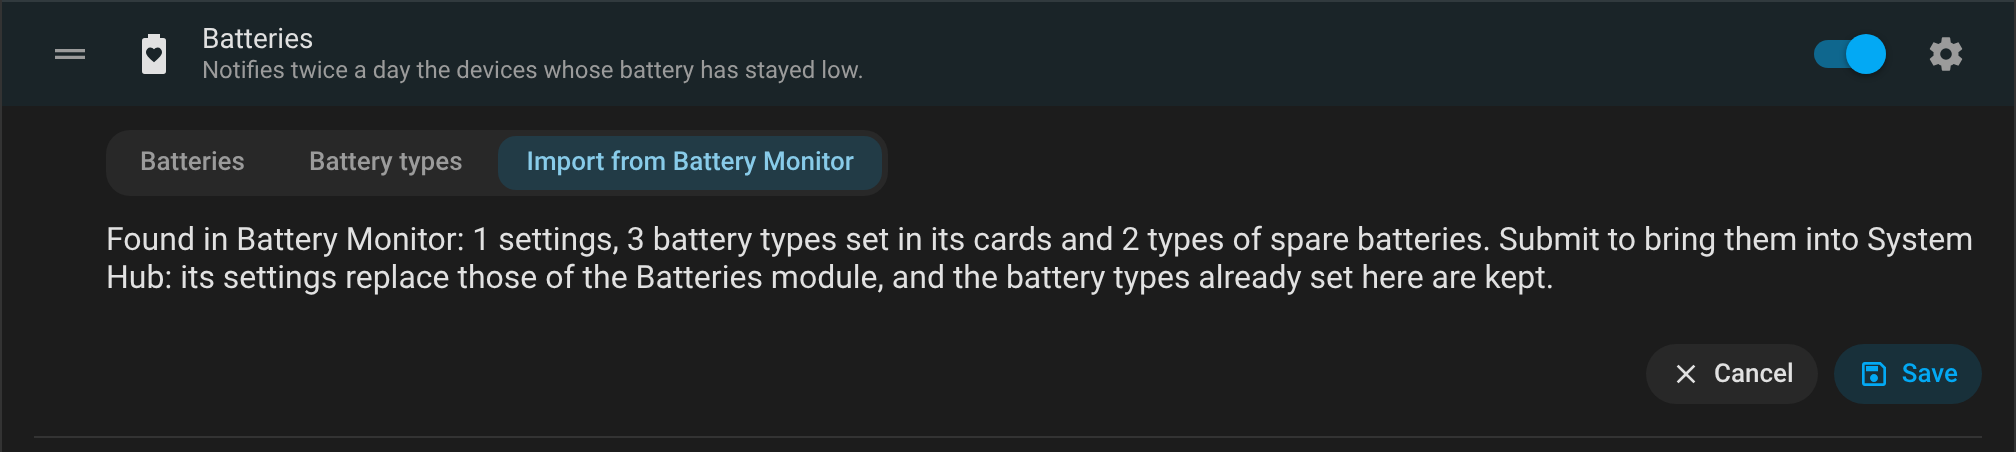 Batteries
Notifies twice a day the devices whose battery has stayed low.
Batteries
Battery types
Import from Battery Monitor
Found in Battery Monitor: 1 settings, 3 battery types set in its cards and 2 types of spare batteries. Submit to bring them into System
Hub: its settings replace those of the Batteries module, and the battery types already set here are kept.
Cancel
Save